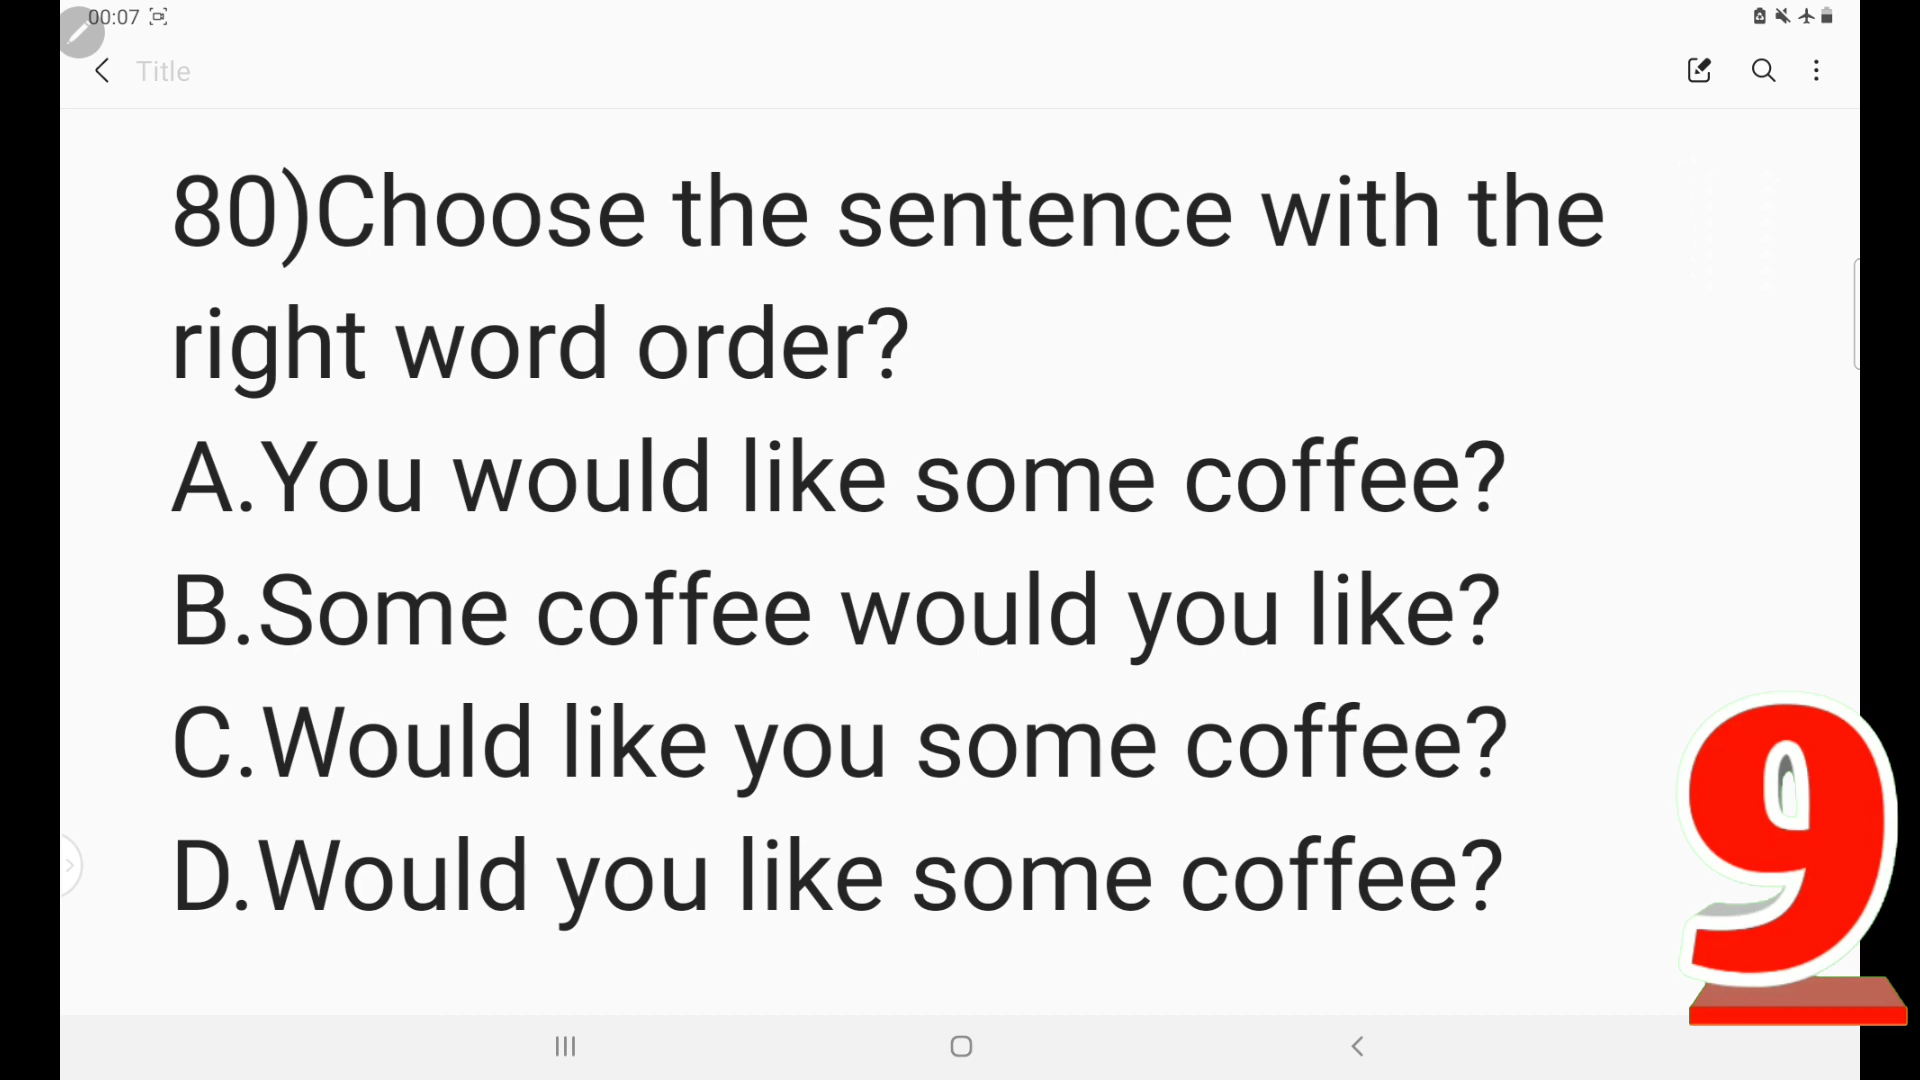 00:07
Title
80)Choose the sentence with the
right word order?
A.You would like some coffee?
B.Some coffee would you like?
C.Would like you some coffee?
D.Would you like some coffee?
9